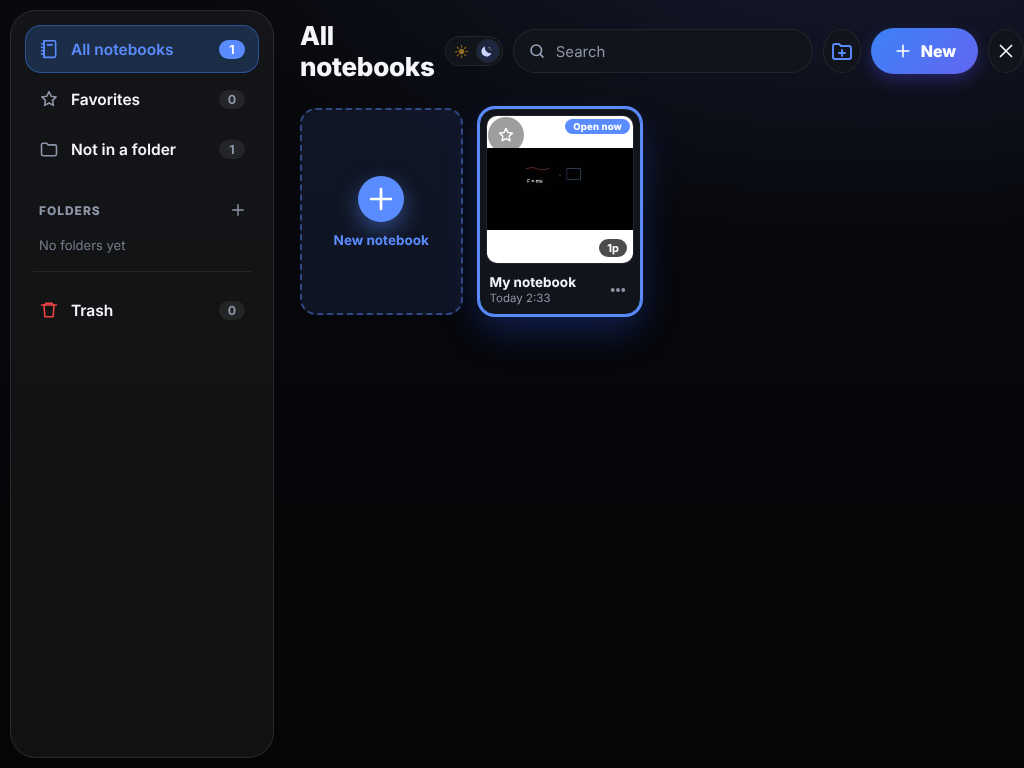 All notebooks 1
Favorites 0
Not in a folder 1
FOLDERS
No folders yet
Trash 0
All
notebooks
Search
New
New notebook
Open now
F = ma
1p
My notebook
Today 2:33